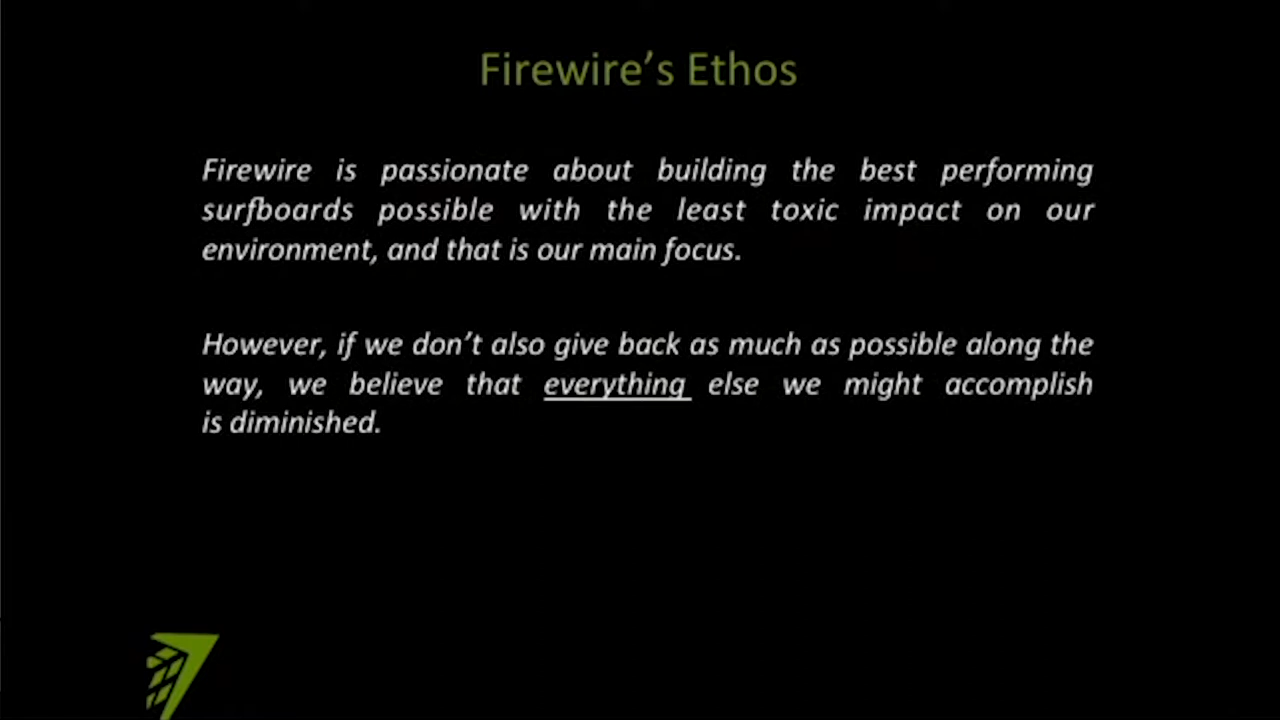 Firewire’s Ethos
Firewire is passionate about building the best performing
surfboards possible with the least toxic impact on our
environment, and that is our main focus.
However, if we don’t also give back as much as possible along the
way, we believe that everything else we might accomplish
is diminished.